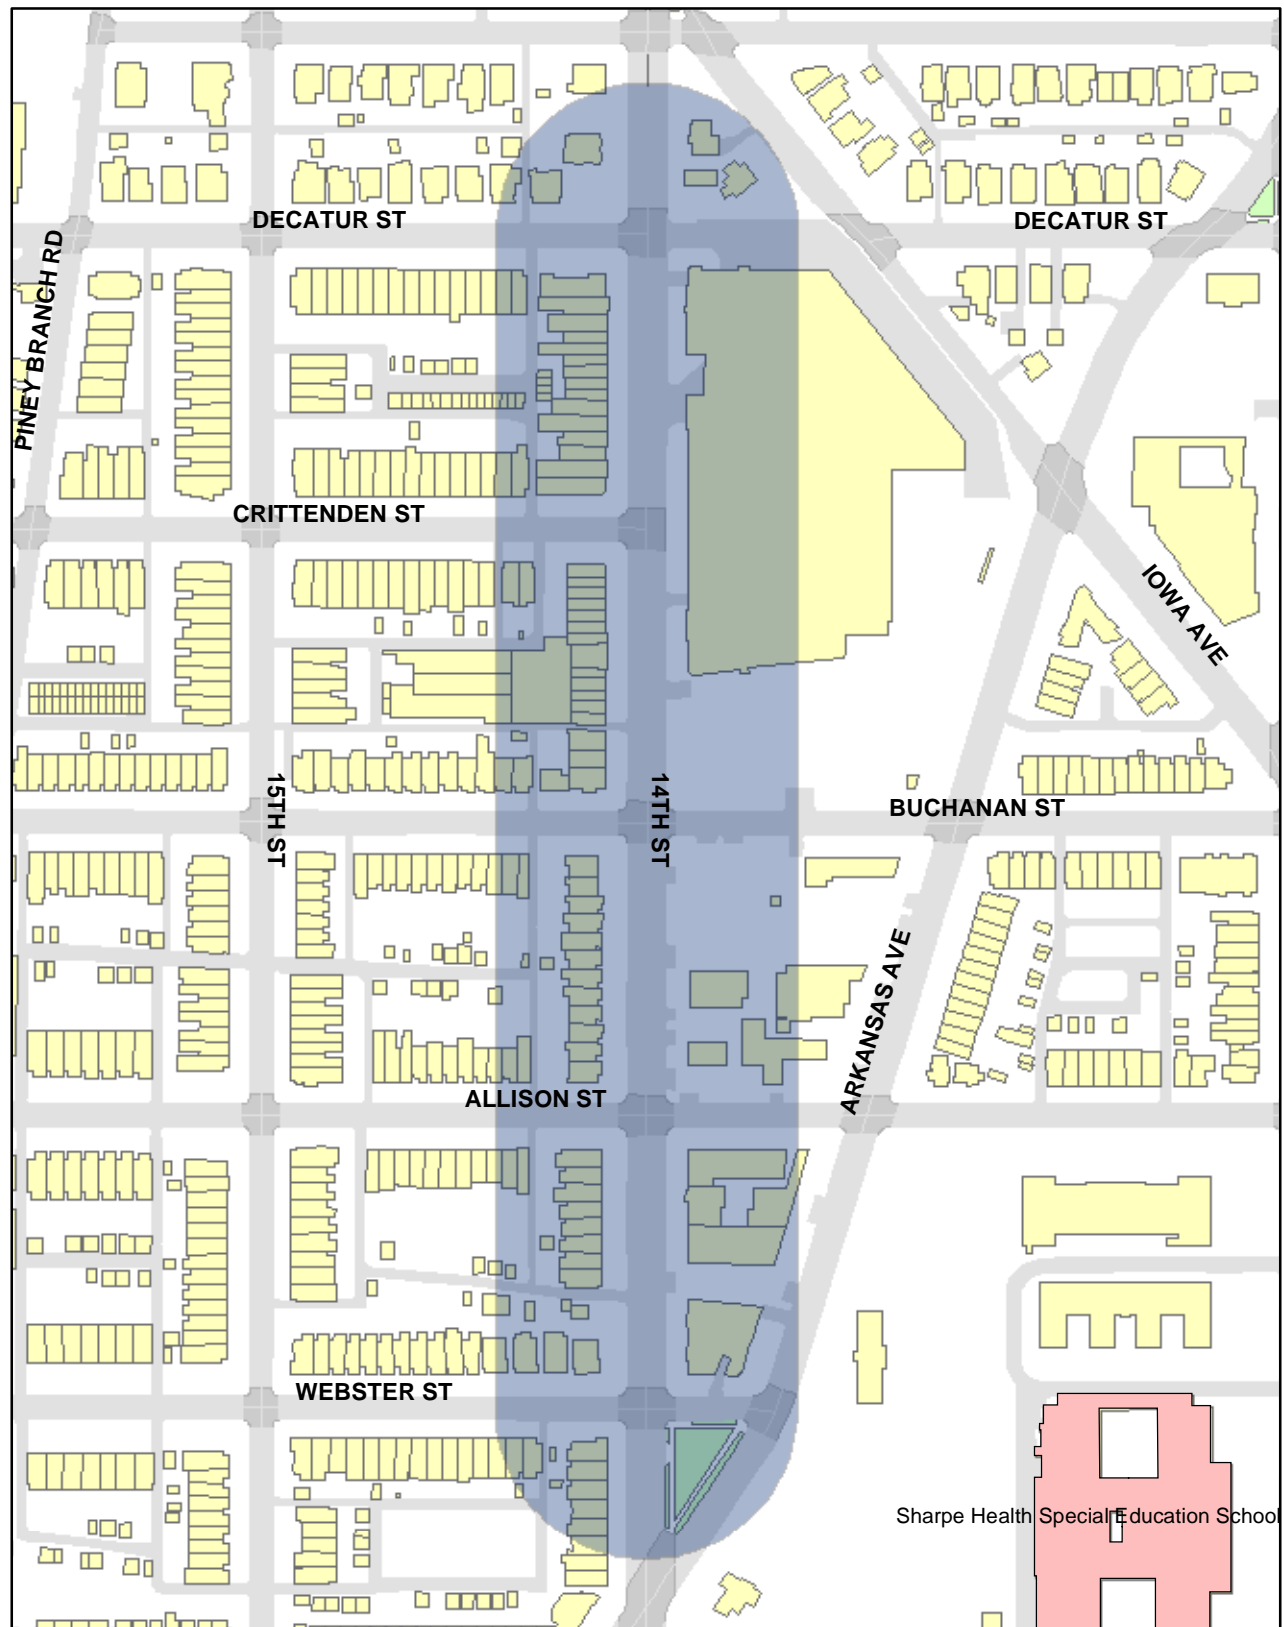 DECATUR ST
DECATUR ST
PINEY BRANCH RD
CRITTENDEN ST
IOWA AVE
15TH ST
14TH ST
BUCHANAN ST
ARKANSAS AVE
ALLISON ST
WEBSTER ST
Sharpe Health Special Education School